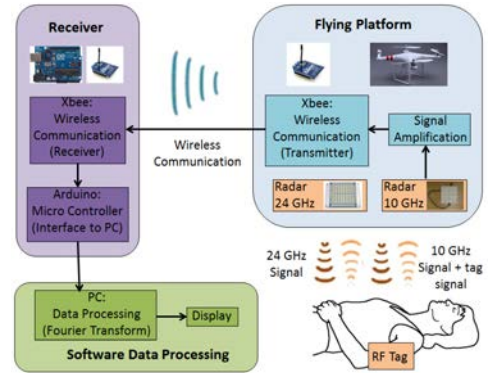 Receiver
Xbee:
Wireless
Communication
(Receiver)
Arduino:
Micro Controller
(Interface to PC)
Wireless
Communication
Flying Platform
Xbee:
Wireless
Communication
(Transmitter)
Signal
Amplification
Radar
24 GHz
Radar
10 GHz
24 GHz
Signal
10 GHz
Signal + tag
signal
RF Tag
PC:
Data Processing
(Fourier Transform)
Display
Software Data Processing